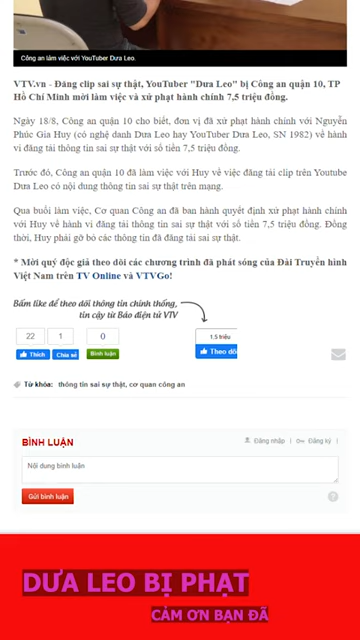 Công an làm việc với YouTuber Dưa Leo.
VTV.vn - Đăng clip sai sự thật, YouTuber "Dưa Leo" bị Công an quận 10, TP
Hồ Chí Minh mời làm việc và xử phạt hành chính 7,5 triệu đồng.
Ngày 18/8, Công an quận 10 cho biết, đơn vị đã xử phạt hành chính với Nguyễn
Phúc Gia Huy (có nghệ danh Dưa Leo hay YouTuber Dưa Leo, SN 1982) về hành
vi đăng tải thông tin sai sự thật với số tiền 7,5 triệu đồng.
Trước đó, Công an quận 10 đã làm việc với Huy về việc đăng tải clip trên Youtube
Dưa Leo có nội dung thông tin sai sự thật trên mạng.
Qua buổi làm việc, Cơ quan Công an đã ban hành quyết định xử phạt hành chính
với Huy về hành vi đăng tải thông tin sai sự thật với số tiền 7,5 triệu đồng. Đồng
thời, Huy phải gỡ bỏ các thông tin đã đăng tải sai sự thật.
* Mời quý độc giả theo dõi các chương trình đã phát sóng của Đài Truyền hình
Việt Nam trên TV Online và VTVGo!
Bấm like để theo dõi thông tin chính thống,
tin cậy từ Báo điện tử VTV
22 1 0 1.5 triệu
Thích Chia sẻ Bình luận Theo dõi
Từ khóa: thông tin sai sự thật, cơ quan công an
BÌNH LUẬN Đăng nhập | Đăng ký |
Nội dung bình luận
Gửi bình luận ?
DƯA LEO BỊ PHẠT
CẢM ƠN BẠN ĐÃ